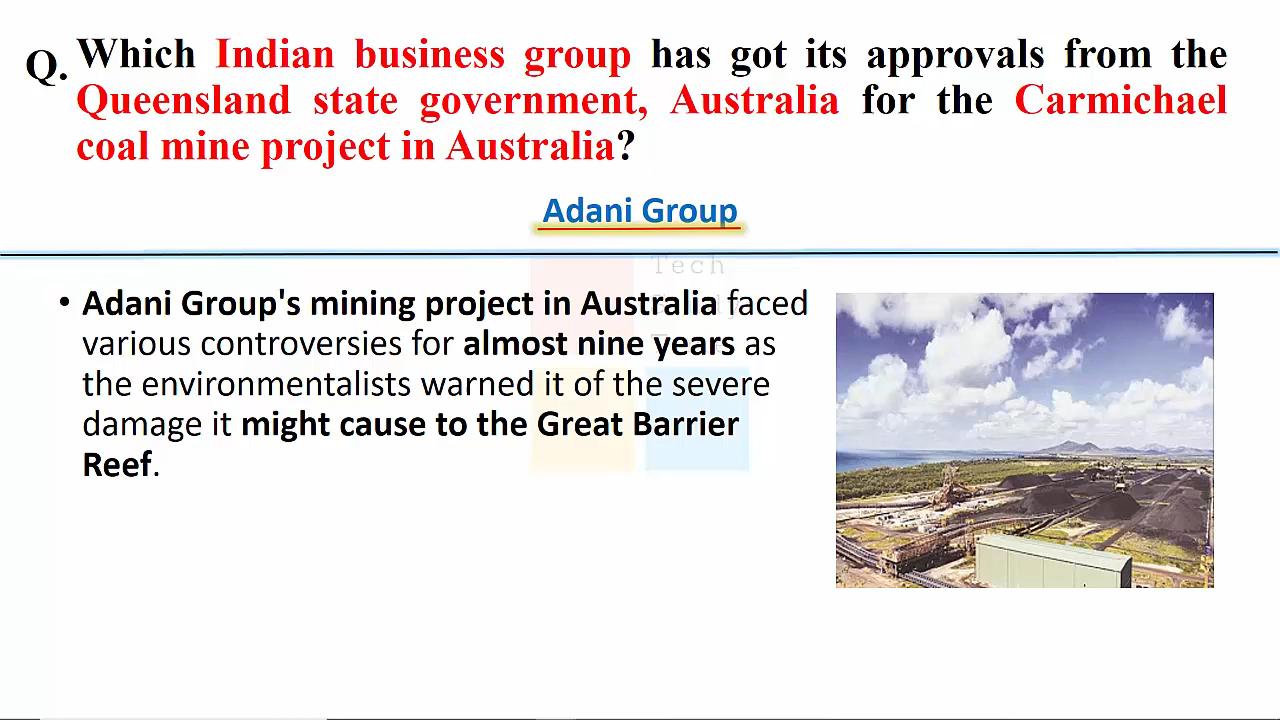 Q. Which Indian business group has got its approvals from the
Queensland state government, Australia for the Carmichael
coal mine project in Australia?
Adani Group
Tech
• Adani Group's mining project in Australia faced
various controversies for almost nine years as
the environmentalists warned it of the severe
damage it might cause to the Great Barrier
Reef.